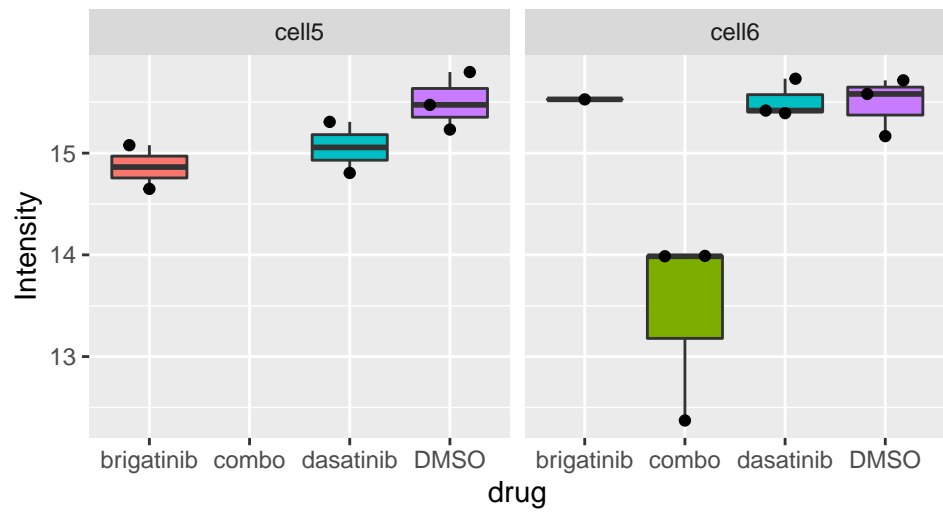 cell5
cell6
Intensity
15
14
13
brigatinib combo dasatinib DMSO
brigatinib combo dasatinib DMSO
drug